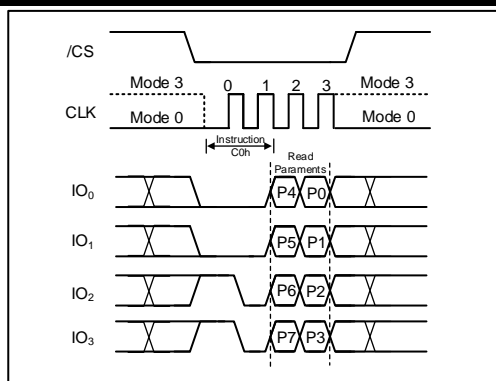 /CS
Mode 3 0 1 2 3 Mode 3
CLK Mode 0 Mode 0
Instruction
C0h
Read
Paraments
IO0 P4 P0
IO1 P5 P1
IO2 P6 P2
IO3 P7 P3